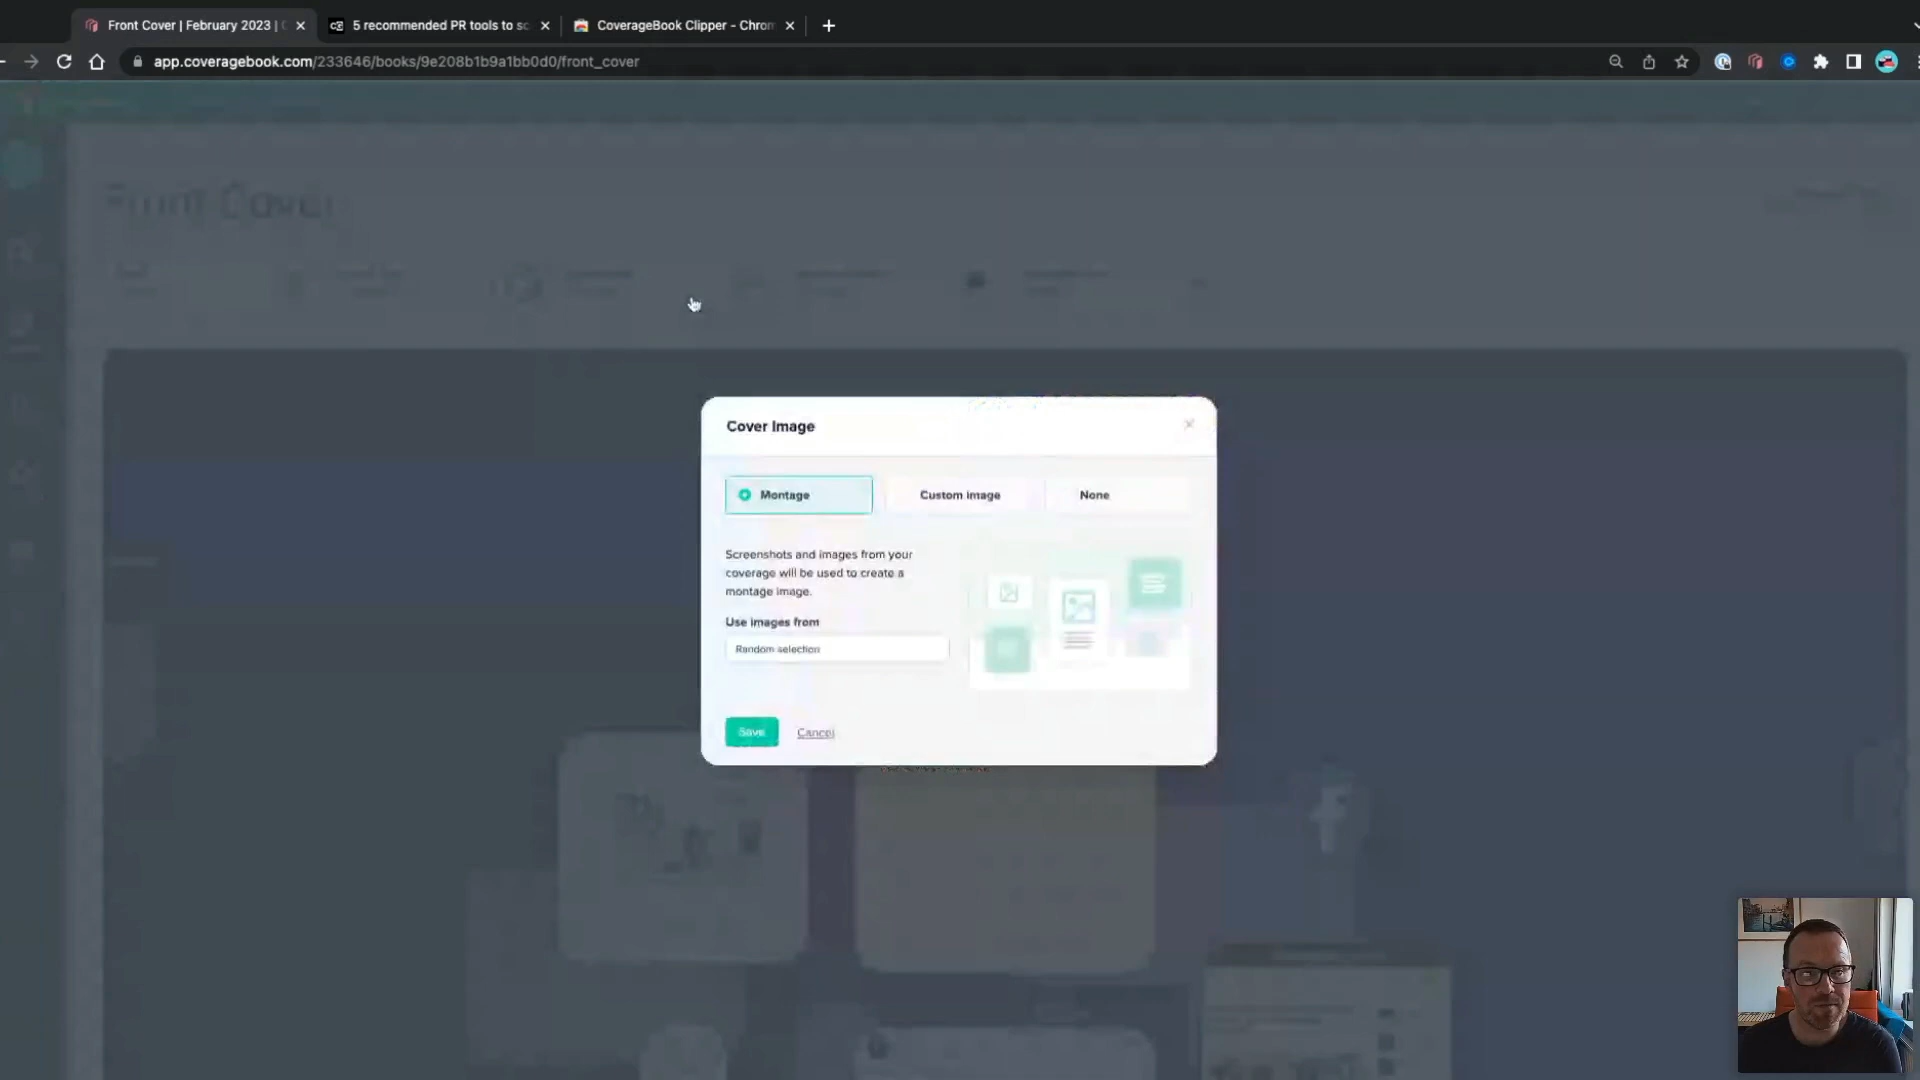 Front Cover | February 2023 |
5 recommended PR tools to sc
CoverageBook Clipper - Chrom
app.coveragebook.com/233646/books/9e208b1b9a1bb0d0/front_cover
Front Cover
Cover Image
Montage
Custom image
None
Screenshots and images from your
coverage will be used to create a
montage image.
Use images from
Random selection
Save
Cancel